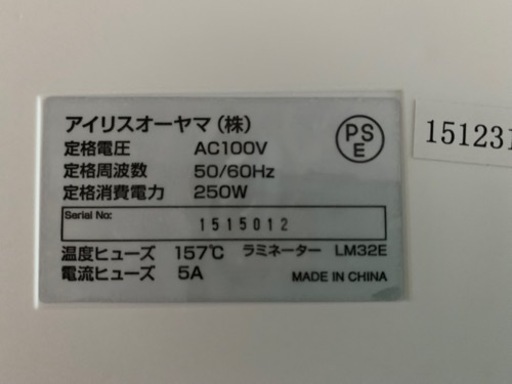 アイリスオーヤマ(株)
定格電圧 AC100V
定格周波数 50/60Hz
定格消費電力 250W
PSE
Serial No:
1515012
温度ヒューズ 157℃ ラミネーター LM32E
電流ヒューズ 5A
MADE IN CHINA
151231